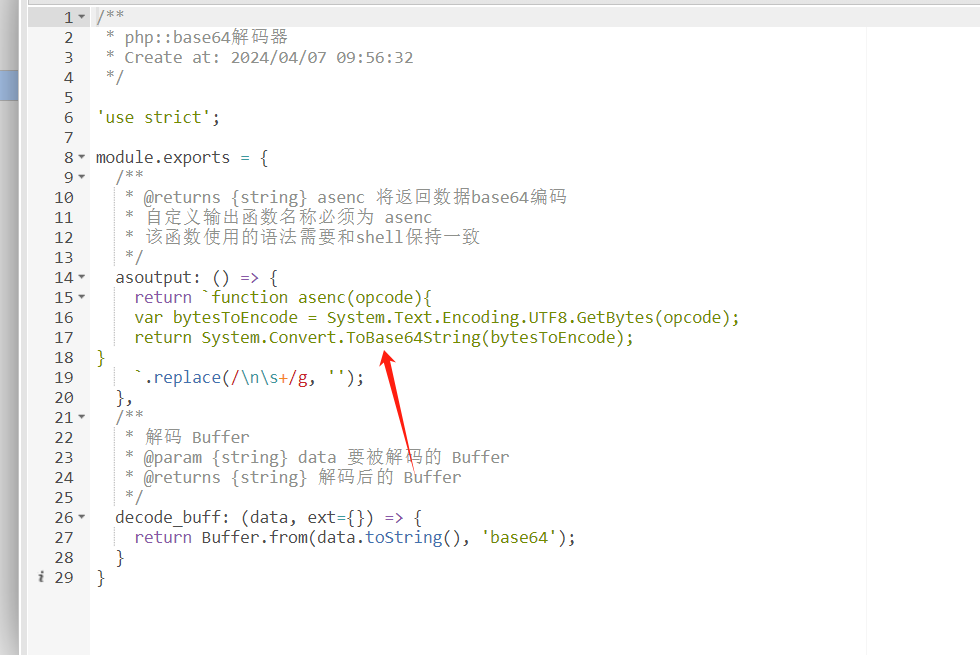 1 /**
2 * php::base64解码器
3 * Create at: 2024/04/07 09:56:32
4 */
5
6 'use strict';
7
8 module.exports = {
9 /**
10 * @returns {string} asenc 将返回数据base64编码
11 * 自定义输出函数名称必须为 asenc
12 * 该函数使用的语法需要和shell保持一致
13 */
14 asoutput: () => {
15 return `function asenc(opcode){
16 var bytesToEncode = System.Text.Encoding.UTF8.GetBytes(opcode);
17 return System.Convert.ToBase64String(bytesToEncode);
18 }
19 `.replace(/\n\s+/g, '');
20 },
21 /**
22 * 解码 Buffer
23 * @param {string} data 要被解码的 Buffer
24 * @returns {string} 解码后的 Buffer
25 */
26 decode_buff: (data, ext={}) => {
27 return Buffer.from(data.toString(), 'base64');
28 }
i 29 }